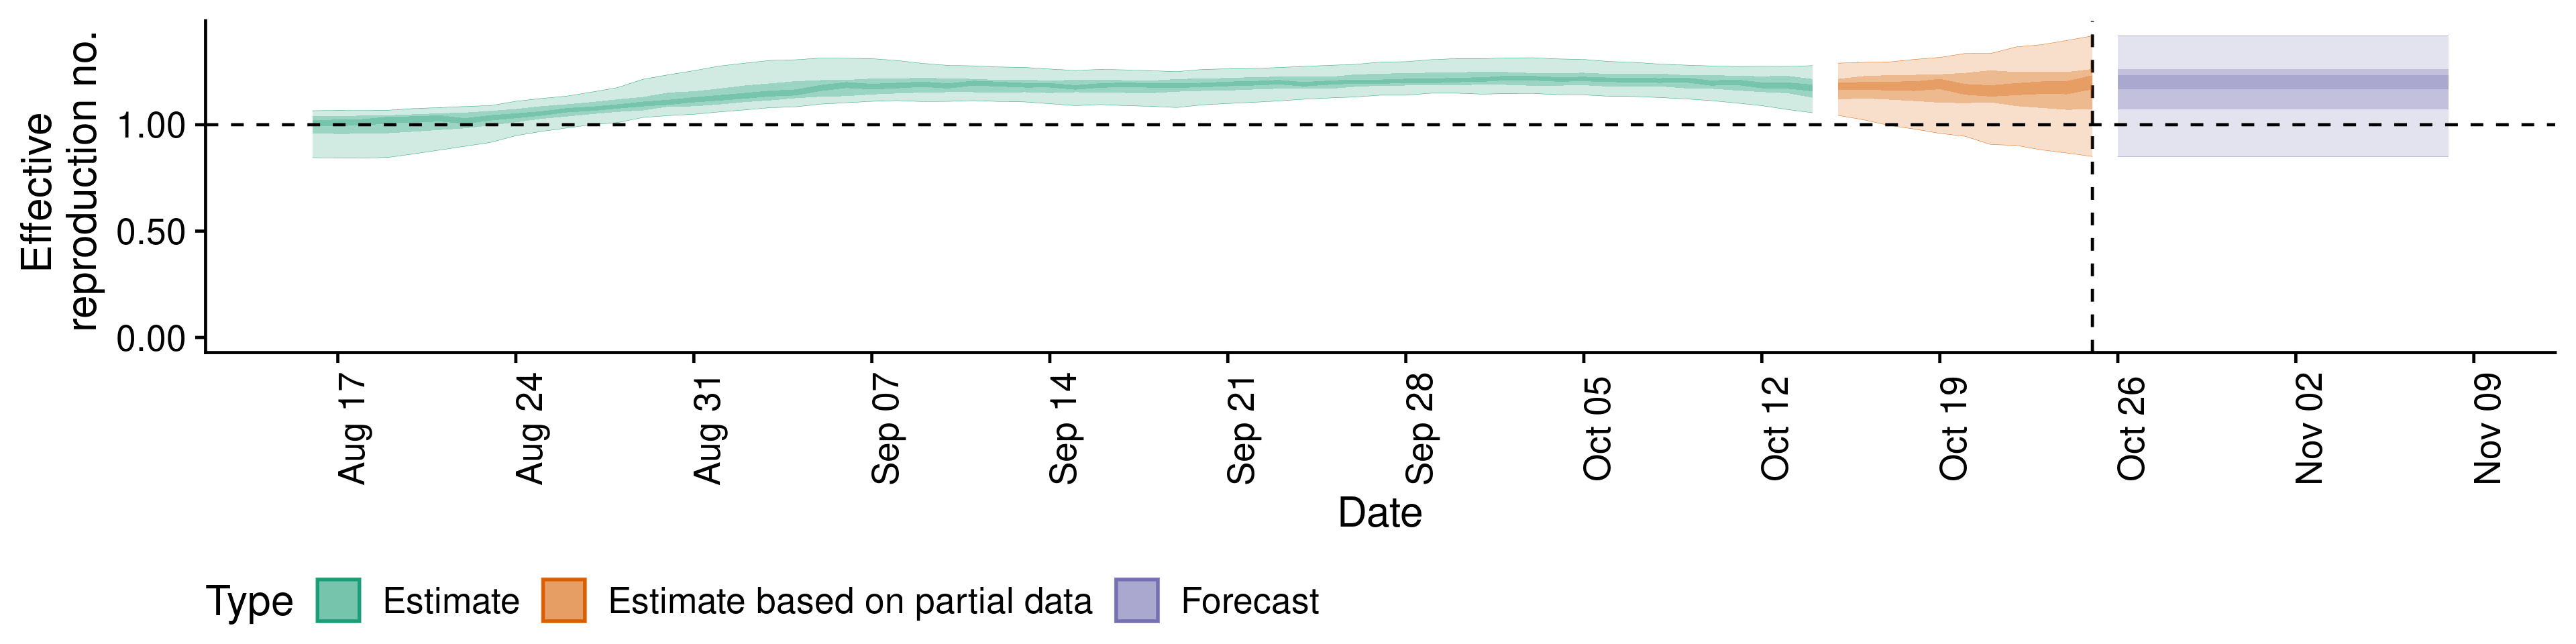 Effective
reproduction no.
1.00
0.50
0.00
Aug 17
Aug 24
Aug 31
Sep 07
Sep 14
Sep 21
Sep 28
Oct 05
Oct 12
Oct 19
Oct 26
Nov 02
Nov 09
Date
Type Estimate Estimate based on partial data Forecast